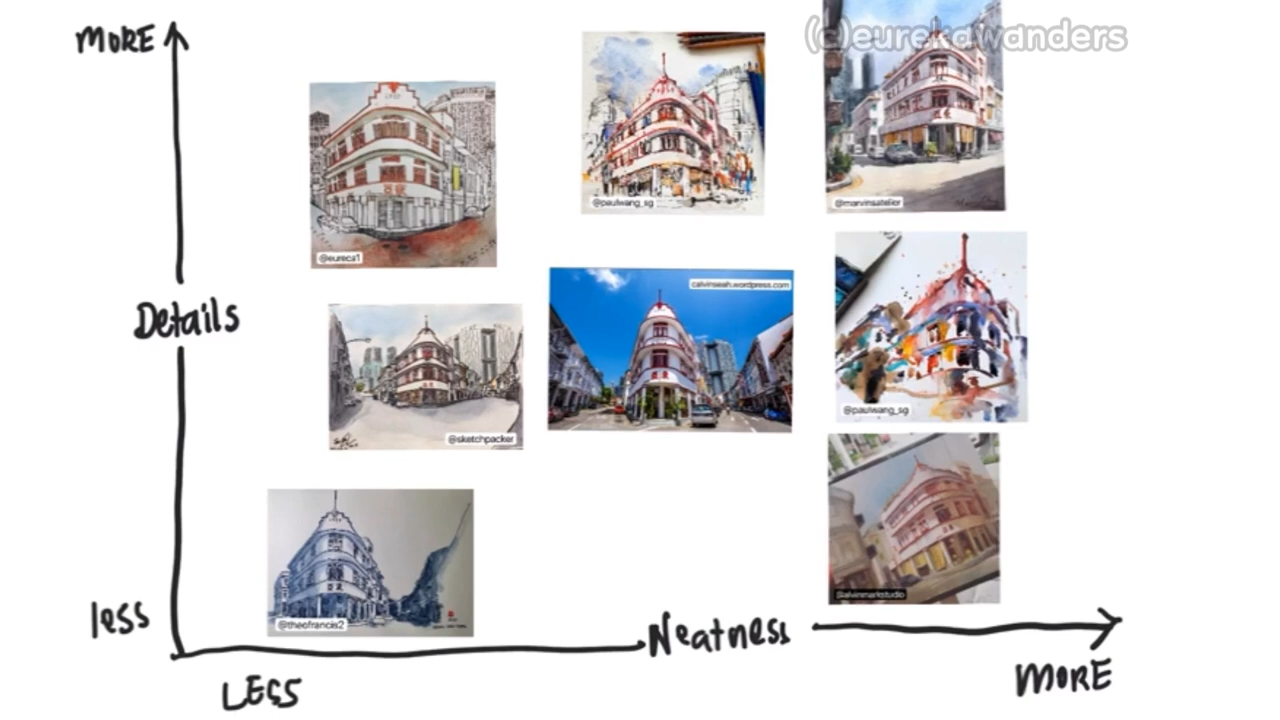 MORE
(c)eurekawanders
@paulwang_sg
@marvinsatelier
@eureca1
calvinseah.wordpress.com
Details
@paulwang_sg
@sketchpacker
@alvinmarkstudio
less
@theofrancis2
Neatness
LESS
MORE